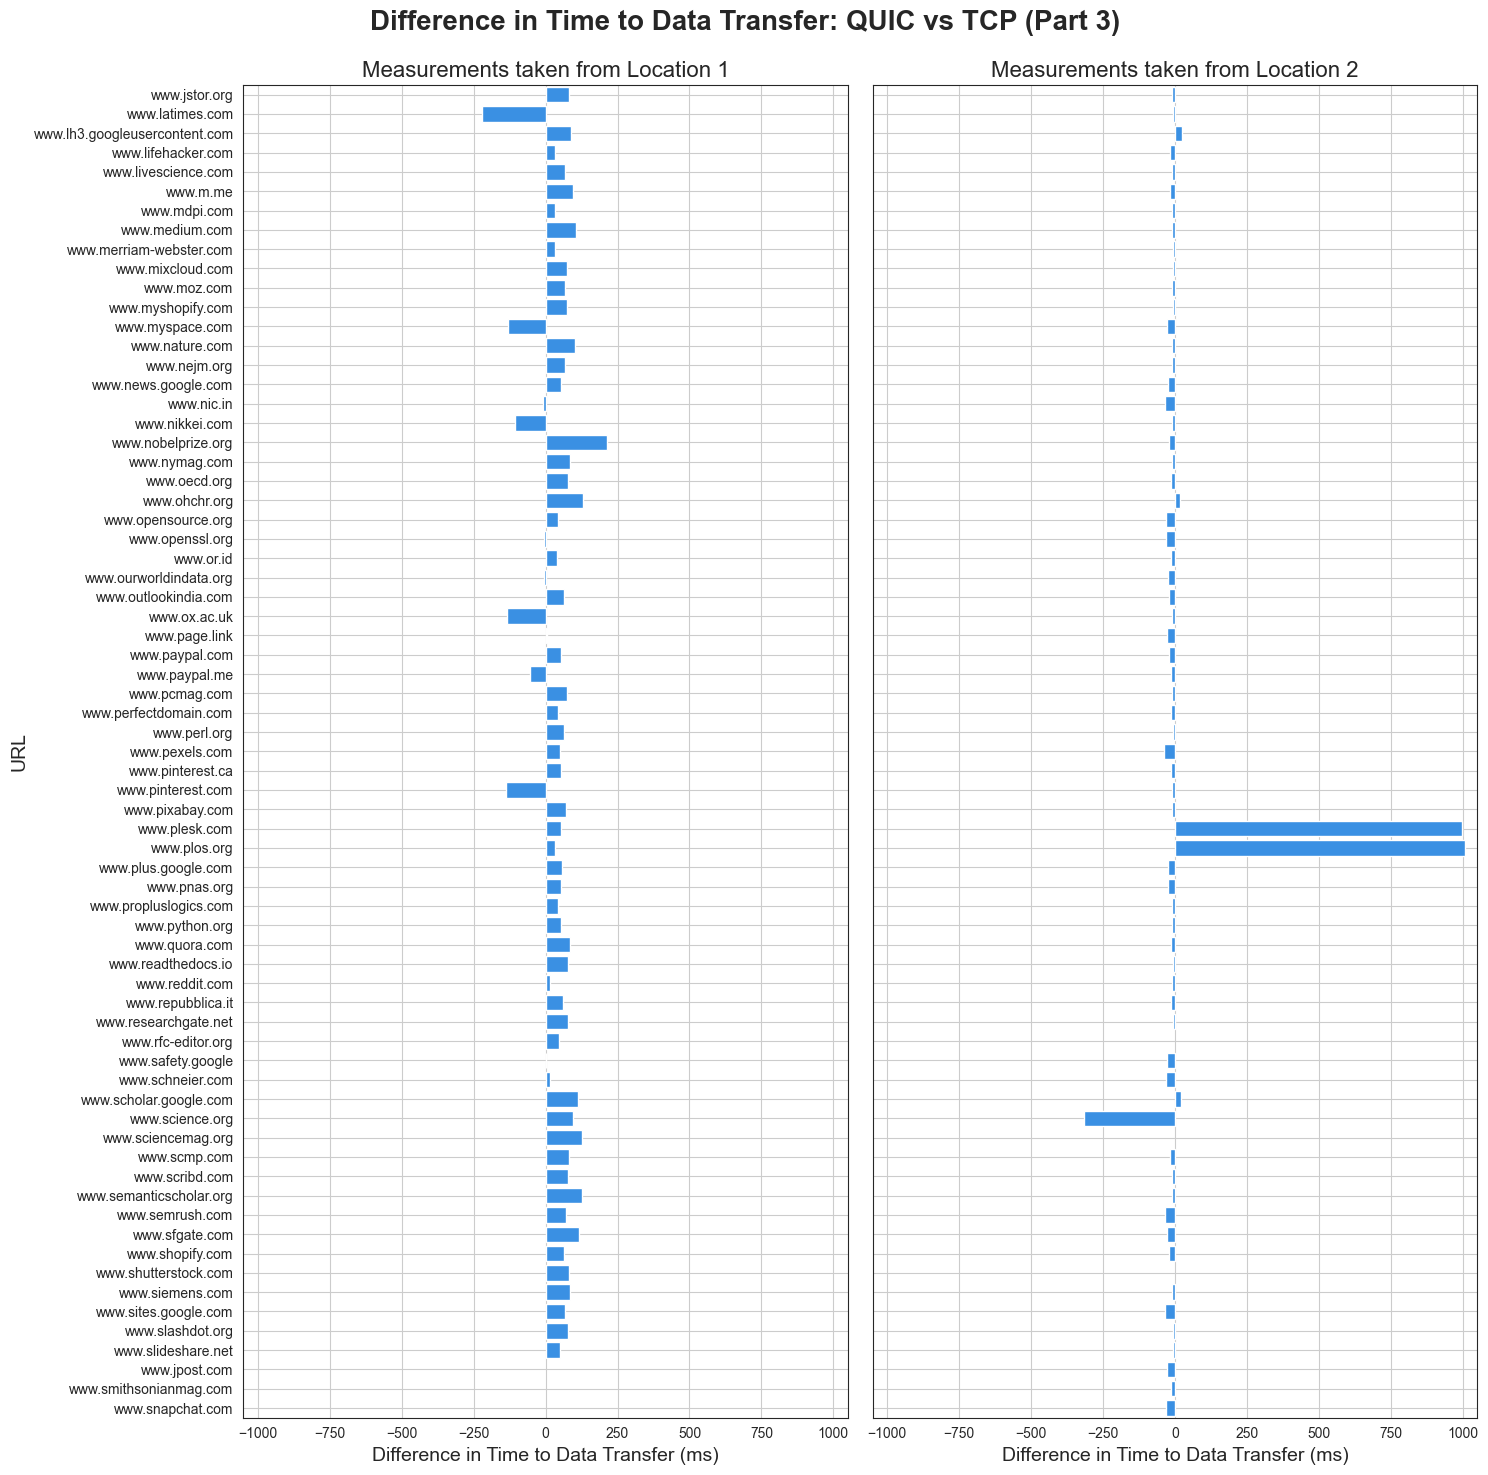 Difference in Time to Data Transfer: QUIC vs TCP (Part 3)
Measurements taken from Location 1
Measurements taken from Location 2
URL
www.jstor.org
www.latimes.com
www.lh3.googleusercontent.com
www.lifehacker.com
www.livescience.com
www.m.me
www.mdpi.com
www.medium.com
www.merriam-webster.com
www.mixcloud.com
www.moz.com
www.myshopify.com
www.myspace.com
www.nature.com
www.nejm.org
www.news.google.com
www.nic.in
www.nikkei.com
www.nobelprize.org
www.nymag.com
www.oecd.org
www.ohchr.org
www.opensource.org
www.openssl.org
www.or.id
www.ourworldindata.org
www.outlookindia.com
www.ox.ac.uk
www.page.link
www.paypal.com
www.paypal.me
www.pcmag.com
www.perfectdomain.com
www.perl.org
www.pexels.com
www.pinterest.ca
www.pinterest.com
www.pixabay.com
www.plesk.com
www.plos.org
www.plus.google.com
www.pnas.org
www.propluslogics.com
www.python.org
www.quora.com
www.readthedocs.io
www.reddit.com
www.repubblica.it
www.researchgate.net
www.rfc-editor.org
www.safety.google
www.schneier.com
www.scholar.google.com
www.science.org
www.sciencemag.org
www.scmp.com
www.scribd.com
www.semanticscholar.org
www.semrush.com
www.sfgate.com
www.shopify.com
www.shutterstock.com
www.siemens.com
www.sites.google.com
www.slashdot.org
www.slideshare.net
www.jpost.com
www.smithsonianmag.com
www.snapchat.com
−1000 −750 −500 −250 0 250 500 750 1000
−1000 −750 −500 −250 0 250 500 750 1000
Difference in Time to Data Transfer (ms)
Difference in Time to Data Transfer (ms)